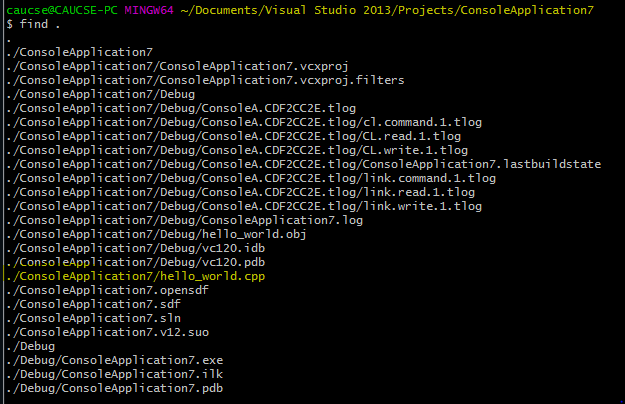 caucse@CAUCSE-PC MINGW64 ~/Documents/Visual Studio 2013/Projects/ConsoleApplication7
$ find .
.
./ConsoleApplication7
./ConsoleApplication7/ConsoleApplication7.vcxproj
./ConsoleApplication7/ConsoleApplication7.vcxproj.filters
./ConsoleApplication7/Debug
./ConsoleApplication7/Debug/ConsoleA.CDF2CC2E.tlog
./ConsoleApplication7/Debug/ConsoleA.CDF2CC2E.tlog/cl.command.1.tlog
./ConsoleApplication7/Debug/ConsoleA.CDF2CC2E.tlog/CL.read.1.tlog
./ConsoleApplication7/Debug/ConsoleA.CDF2CC2E.tlog/CL.write.1.tlog
./ConsoleApplication7/Debug/ConsoleA.CDF2CC2E.tlog/ConsoleApplication7.lastbuildstate
./ConsoleApplication7/Debug/ConsoleA.CDF2CC2E.tlog/link.command.1.tlog
./ConsoleApplication7/Debug/ConsoleA.CDF2CC2E.tlog/link.read.1.tlog
./ConsoleApplication7/Debug/ConsoleA.CDF2CC2E.tlog/link.write.1.tlog
./ConsoleApplication7/Debug/ConsoleApplication7.log
./ConsoleApplication7/Debug/hello_world.obj
./ConsoleApplication7/Debug/vc120.idb
./ConsoleApplication7/Debug/vc120.pdb
./ConsoleApplication7/hello_world.cpp
./ConsoleApplication7.opensdf
./ConsoleApplication7.sdf
./ConsoleApplication7.sln
./ConsoleApplication7.v12.suo
./Debug
./Debug/ConsoleApplication7.exe
./Debug/ConsoleApplication7.ilk
./Debug/ConsoleApplication7.pdb